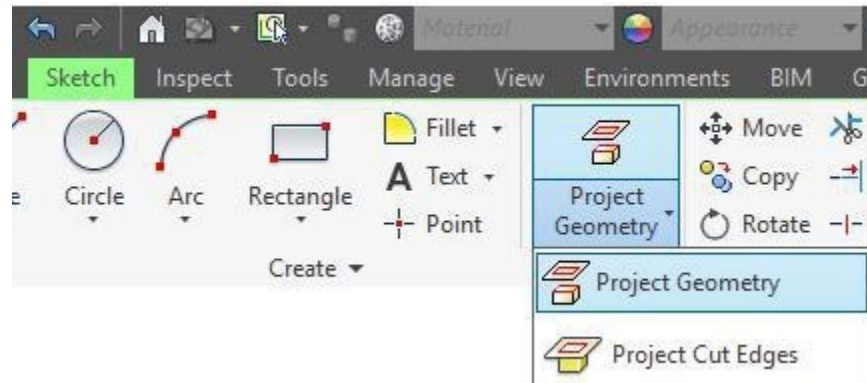 Material Appearance
Sketch Inspect Tools Manage View Environments BIM G
e Circle Arc Rectangle
Fillet
A Text
Point
Create
Project
Geometry
Move
Copy
Rotate
Project Geometry
Project Cut Edges